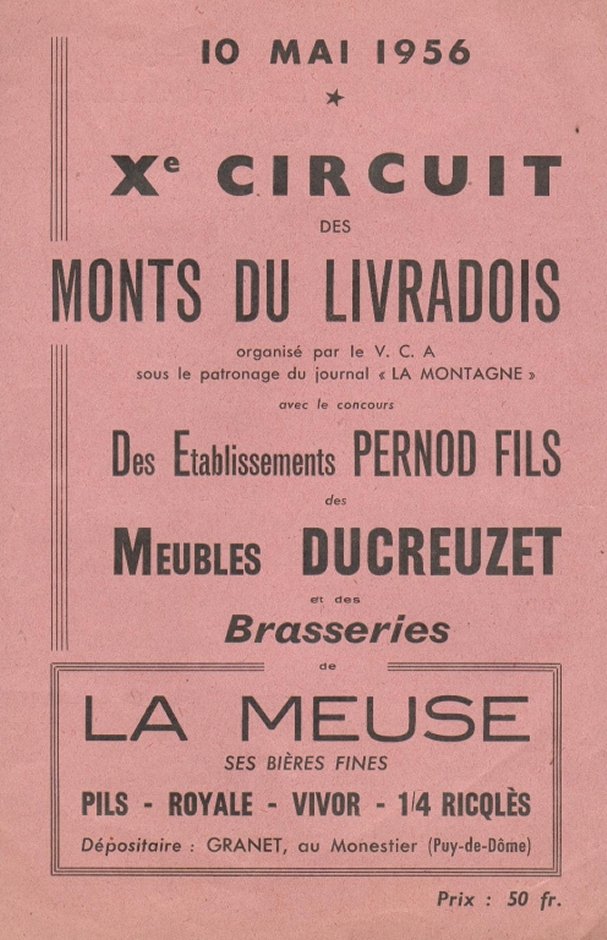 10 MAI 1956
Xe CIRCUIT
DES
MONTS DU LIVRADOIS
organisé par le V. C. A
sous le patronage du journal « LA MONTAGNE »
avec le concours
Des Etablissements PERNOD FILS
des
MEUBLES DUCREUZET
et des
Brasseries
de
LA MEUSE
SES BIÈRES FINES
PILS - ROYALE - VIVOR - 1/4 RICQLÈS
Dépositaire : GRANET, au Monestier (Puy-de-Dôme)
Prix : 50 fr.